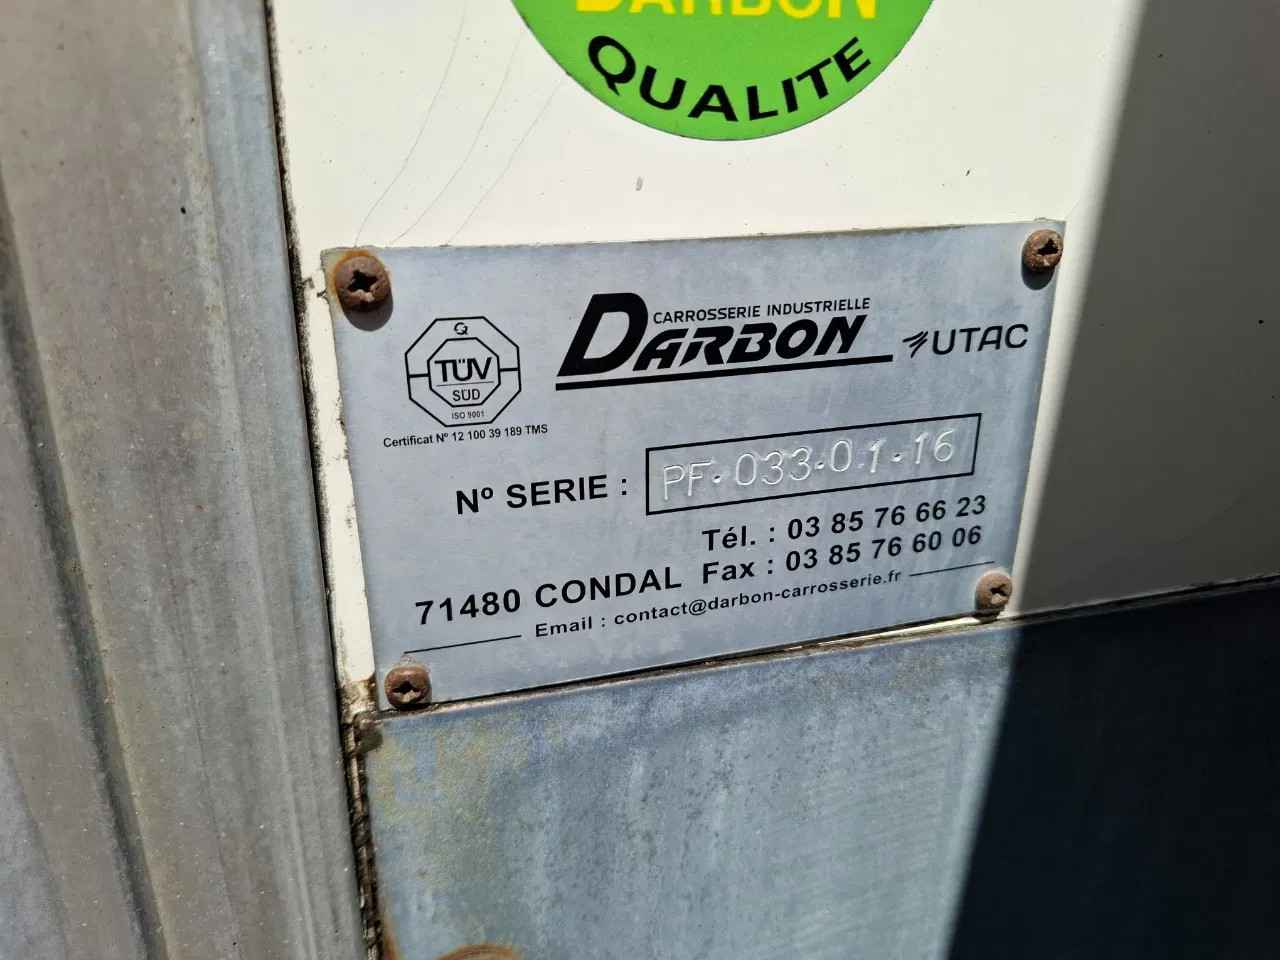 DARBON
QUALITE
Q
TÜV
SÜD
ISO 9001
Certificat Nº 12 100 39 189 TMS
CARROSSERIE INDUSTRIELLE
DARBON
UTAC
Nº SERIE : PF-033-01-16
Tél. : 03 85 76 66 23
71480 CONDAL Fax : 03 85 76 60 06
Email : contact@darbon-carrosserie.fr